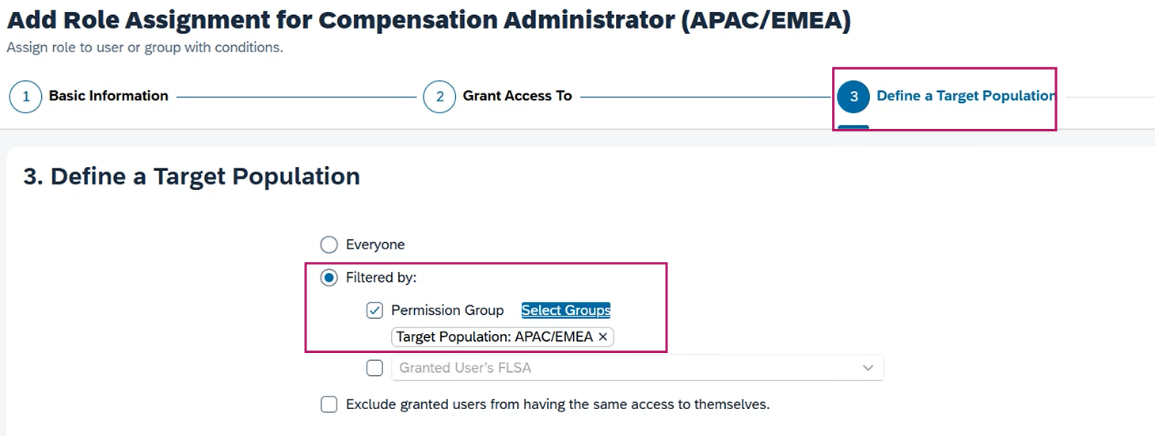 Add Role Assignment for Compensation Administrator (APAC/EMEA)
Assign role to user or group with conditions.
1 Basic Information
2 Grant Access To
3 Define a Target Population
3. Define a Target Population
Everyone
Filtered by:
Permission Group Select Groups
Target Population: APAC/EMEA ×
Granted User's FLSA
Exclude granted users from having the same access to themselves.